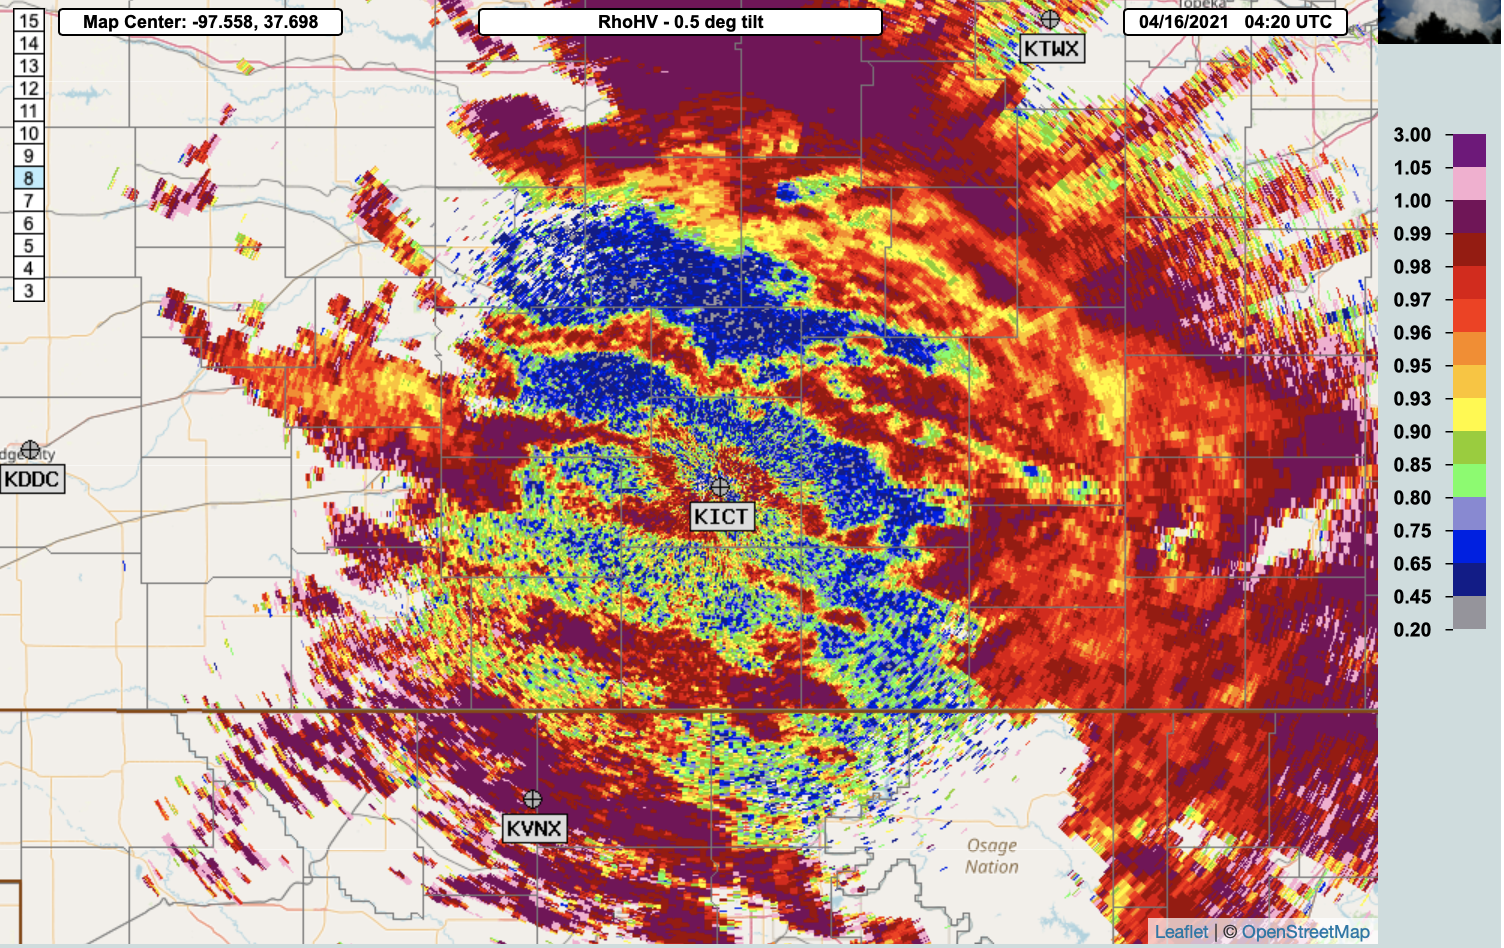 Map Center: -97.558, 37.698
RhoHV - 0.5 deg tilt
04/16/2021 04:20 UTC
15
14
13
12
11
10
9
8
7
6
5
4
3
KTWX
KDDC
KICT
KVNX
Osage
Nation
3.00
1.05
1.00
0.99
0.98
0.97
0.96
0.95
0.93
0.90
0.85
0.80
0.75
0.65
0.45
0.20
Leaflet | © OpenStreetMap